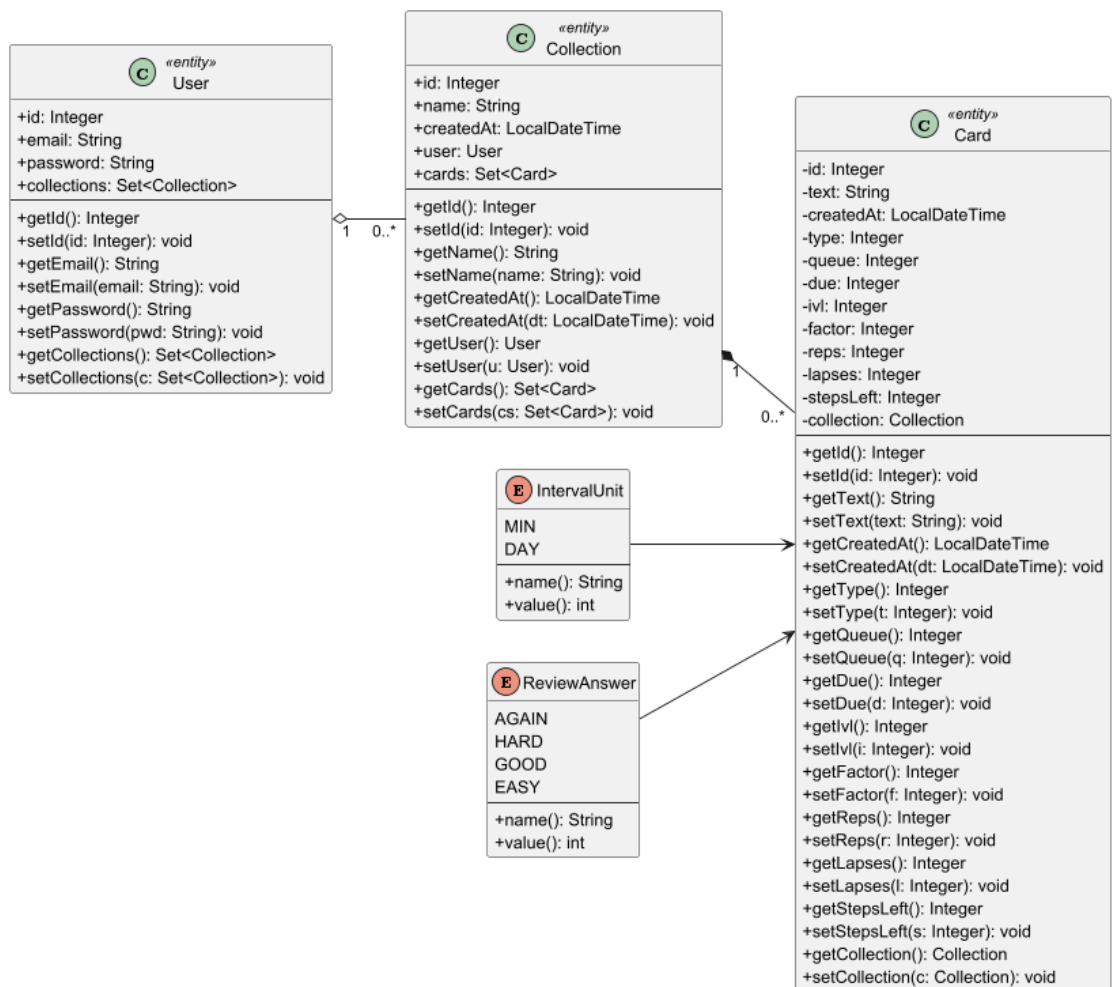 C
«entity»
User
+id: Integer
+email: String
+password: String
+collections: Set<Collection>
+getId(): Integer
+setId(id: Integer): void
+getEmail(): String
+setEmail(email: String): void
+getPassword(): String
+setPassword(pwd: String): void
+getCollections(): Set<Collection>
+setCollections(c: Set<Collection>): void
1
0..*
C
«entity»
Collection
+id: Integer
+name: String
+createdAt: LocalDateTime
+user: User
+cards: Set<Card>
+getId(): Integer
+setId(id: Integer): void
+getName(): String
+setName(name: String): void
+getCreatedAt(): LocalDateTime
+setCreatedAt(dt: LocalDateTime): void
+getUser(): User
+setUser(u: User): void
+getCards(): Set<Card>
+setCards(cs: Set<Card>): void
1
0..*
E
IntervalUnit
MIN
DAY
+name(): String
+value(): int
E
ReviewAnswer
AGAIN
HARD
GOOD
EASY
+name(): String
+value(): int
C
«entity»
Card
-id: Integer
-text: String
-createdAt: LocalDateTime
-type: Integer
-queue: Integer
-due: Integer
-ivl: Integer
-factor: Integer
-reps: Integer
-lapses: Integer
-stepsLeft: Integer
-collection: Collection
+getId(): Integer
+setId(id: Integer): void
+getText(): String
+setText(text: String): void
+getCreatedAt(): LocalDateTime
+setCreatedAt(dt: LocalDateTime): void
+getType(): Integer
+setType(t: Integer): void
+getQueue(): Integer
+setQueue(q: Integer): void
+getDue(): Integer
+setDue(d: Integer): void
+getIvl(): Integer
+setIvl(i: Integer): void
+getFactor(): Integer
+setFactor(f: Integer): void
+getReps(): Integer
+setReps(r: Integer): void
+getLapses(): Integer
+setLapses(l: Integer): void
+getStepsLeft(): Integer
+setStepsLeft(s: Integer): void
+getCollection(): Collection
+setCollection(c: Collection): void